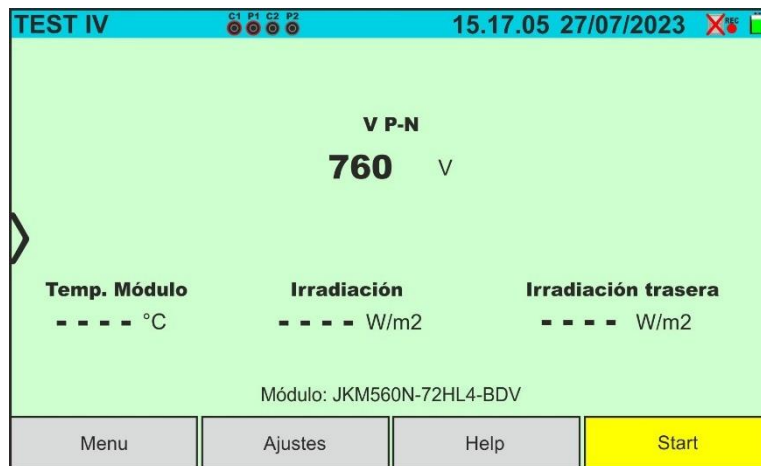 TEST IV C1 P1 C2 P2 15.17.05 27/07/2023 REC
V P-N
760 V
Temp. Módulo Irradiación Irradiación trasera
- - - - °C - - - - W/m2 - - - - W/m2
Módulo: JKM560N-72HL4-BDV
Menu Ajustes Help Start